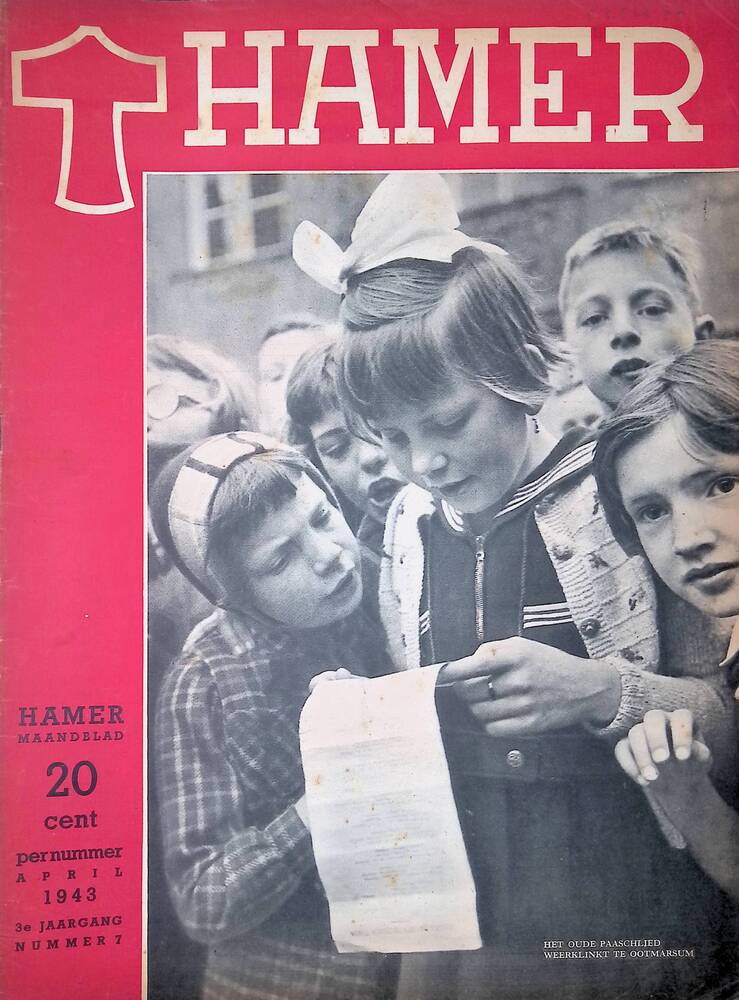 HAMER
HAMER
MAANDBLAD
20
cent
per nummer
APRIL
1943
3e JAARGANG
NUMMER 7
HET OUDE PAASCHLIED
WEERKLINKT TE OOTMARSUM